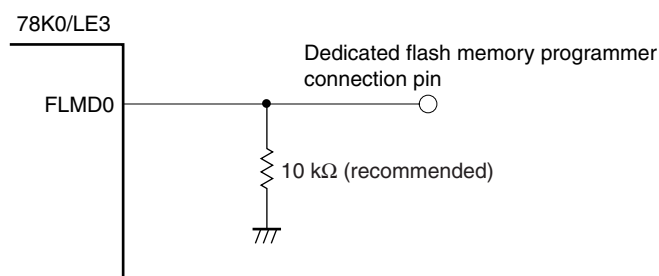 78K0/LE3
Dedicated flash memory programmer
connection pin
FLMD0
10 kΩ (recommended)